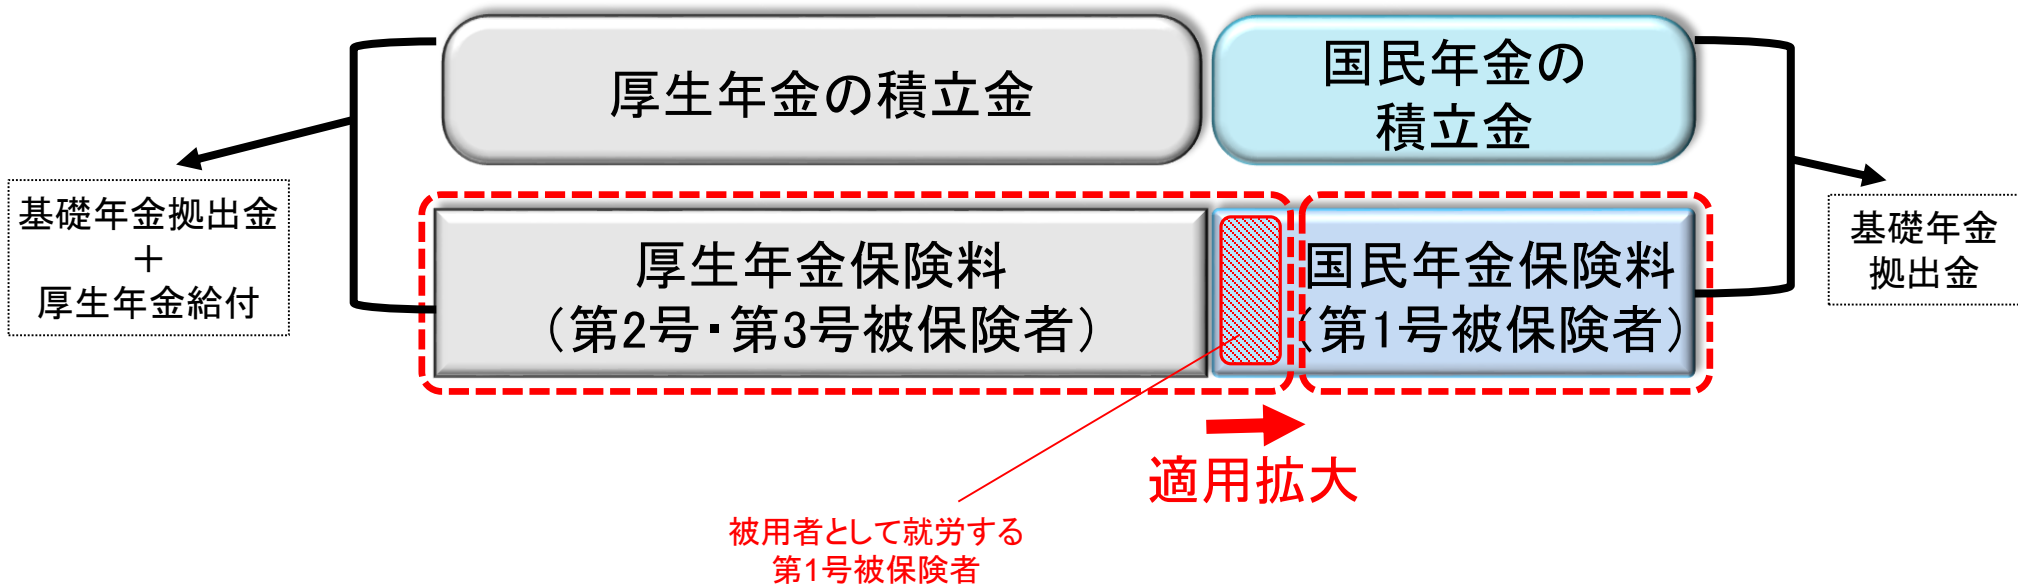 厚生年金の積立金
国民年金の
積立金
基礎年金拠出金
＋
厚生年金給付
厚生年金保険料
（第2号・第3号被保険者）
国民年金保険料
（第1号被保険者）
基礎年金
拠出金
適用拡大
被用者として就労する
第1号被保険者